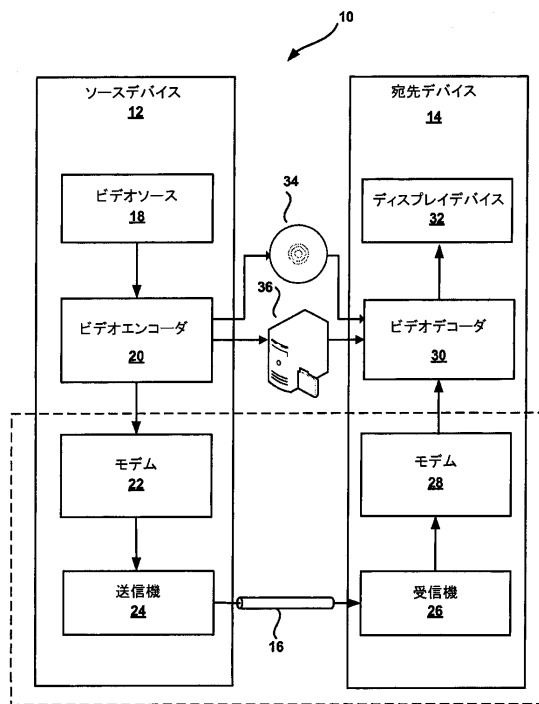 10
ソースデバイス
12
宛先デバイス
14
ビデオソース
18
34
ディスプレイデバイス
32
36
ビデオエンコーダ
20
ビデオデコーダ
30
モデム
22
モデム
28
送信機
24
16
受信機
26